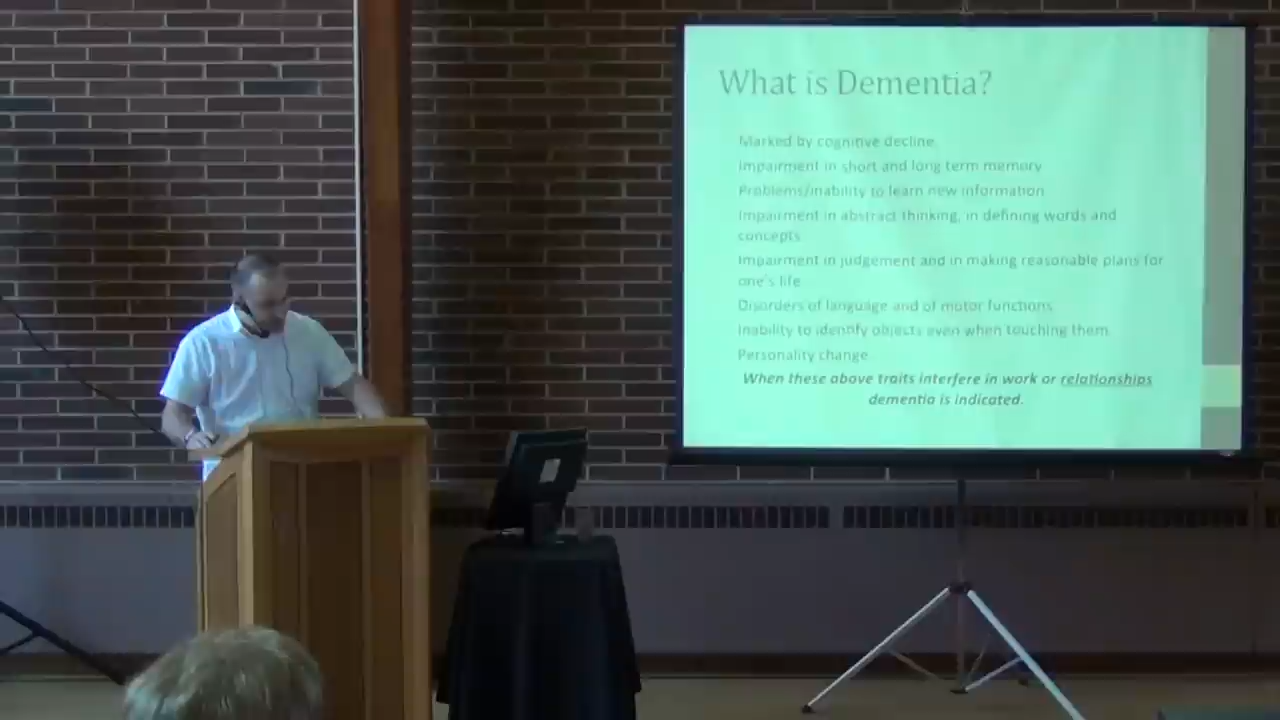 What is Dementia?
Marked by cognitive decline
Impairment in short and long term memory
Problems/inability to learn new information
Impairment in abstract thinking, in defining words and
concepts
Impairment in judgement and in making reasonable plans for
one's life
Disorders of language and of motor functions
Inability to identify objects even when touching them
Personality change
When these above traits interfere in work or relationships
dementia is indicated.